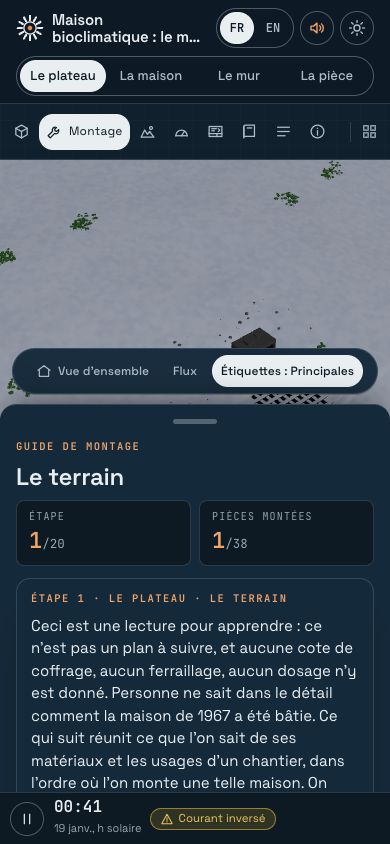 Maison
bioclimatique : le m...
FR EN
Le plateau La maison Le mur La pièce
Montage
Vue d'ensemble Flux Étiquettes : Principales
GUIDE DE MONTAGE
Le terrain
ÉTAPE
1/20
PIÈCES MONTÉES
1/38
ÉTAPE 1 · LE PLATEAU · LE TERRAIN
Ceci est une lecture pour apprendre : ce
n'est pas un plan à suivre, et aucune cote de
coffrage, aucun ferraillage, aucun dosage n'y
est donné. Personne ne sait dans le détail
comment la maison de 1967 a été bâtie. Ce
qui suit réunit ce que l'on sait de ses
matériaux et les usages d'un chantier, dans
l'ordre où l'on monte une telle maison. On
00:41
19 janv., h solaire
Courant inversé